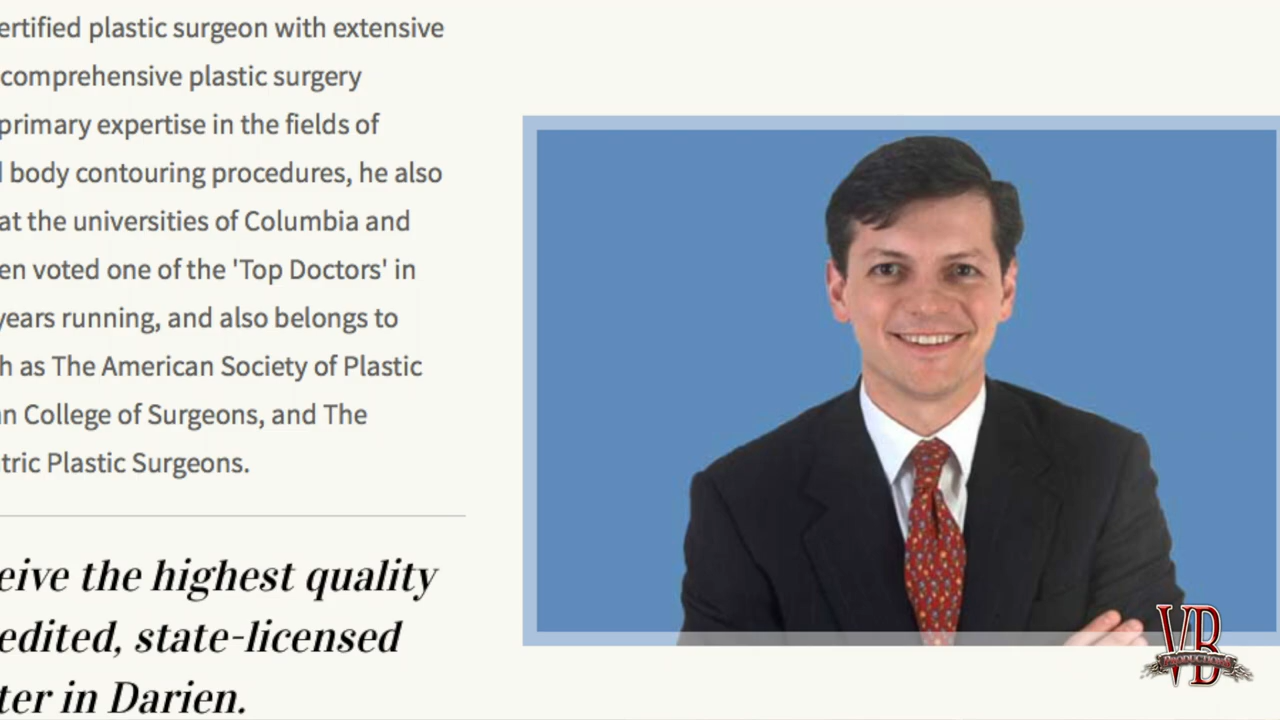 ertified plastic surgeon with extensive
comprehensive plastic surgery
primary expertise in the fields of
body contouring procedures, he also
at the universities of Columbia and
en voted one of the 'Top Doctors' in
years running, and also belongs to
h as The American Society of Plastic
n College of Surgeons, and The
tric Plastic Surgeons.
eive the highest quality
edited, state-licensed
ter in Darien.
VB
PRODUCTIONS